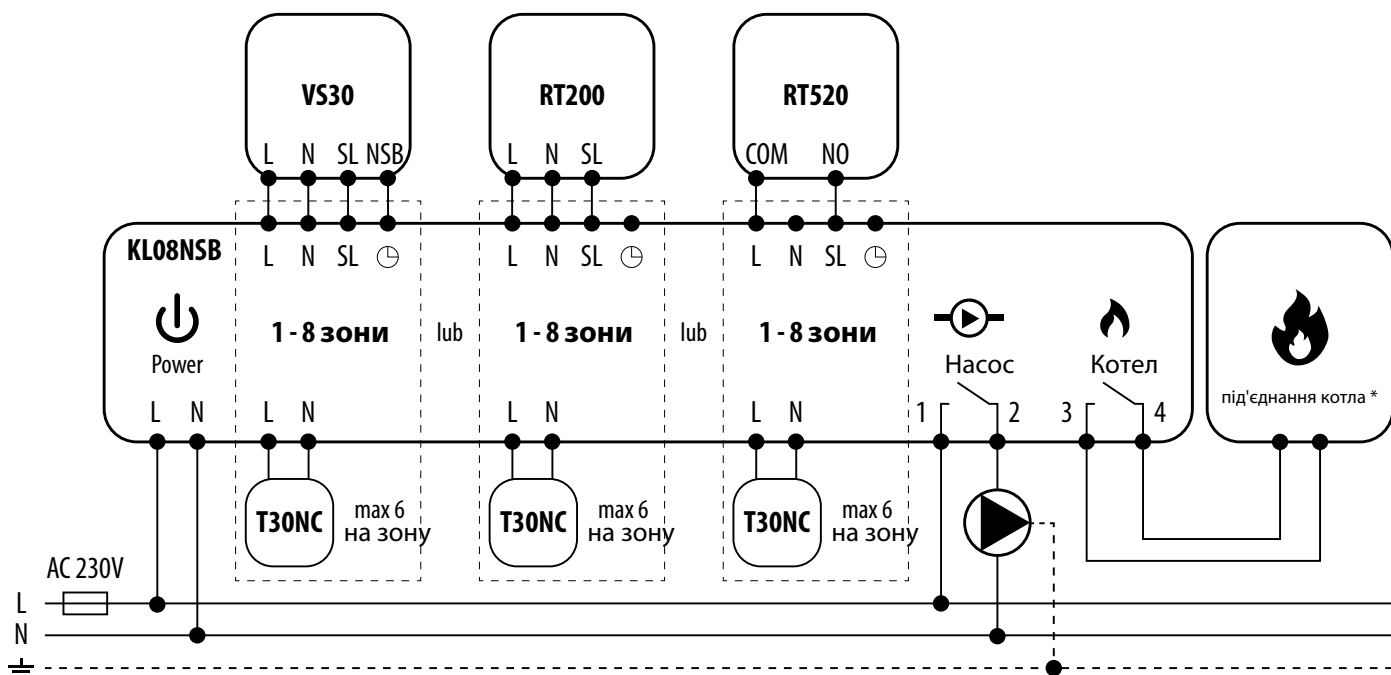 VS30
RT200
RT520
L N SL NSB
L N SL
COM NO
KL08NSB
L N SL
L N SL
L N SL
Power
1 - 8 зони
lub
1 - 8 зони
lub
1 - 8 зони
Насос
Котел
під'єднання котла *
L N
L N
L N
L N
1 2
3 4
T30NC
max 6
на зону
T30NC
max 6
на зону
T30NC
max 6
на зону
AC 230V
L
N